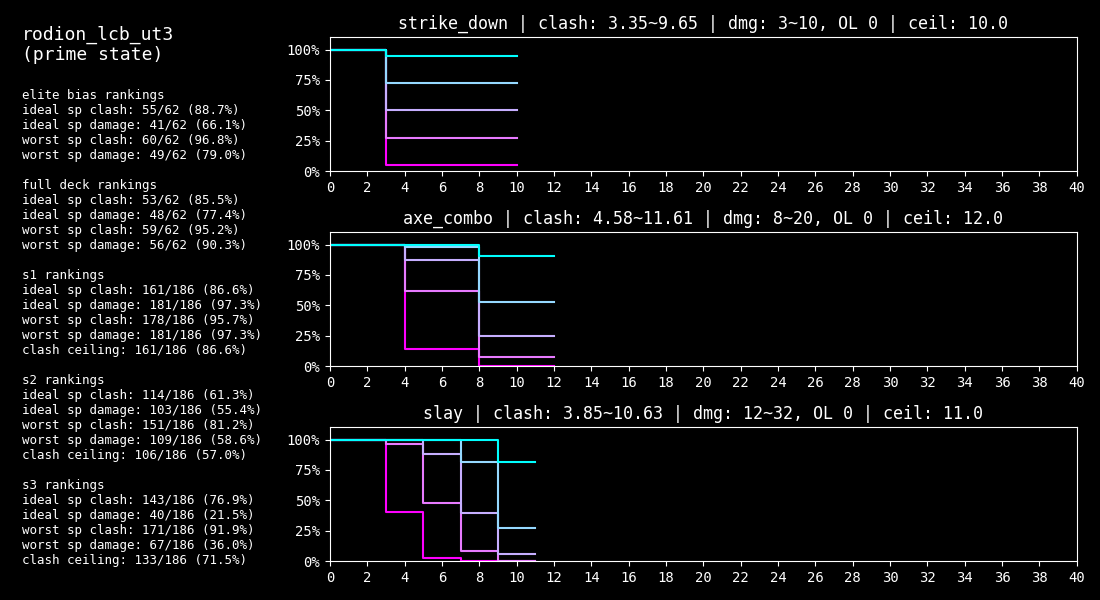 rodion_lcb_ut3
(prime state)
elite bias rankings
ideal sp clash: 55/62 (88.7%)
ideal sp damage: 41/62 (66.1%)
worst sp clash: 60/62 (96.8%)
worst sp damage: 49/62 (79.0%)
full deck rankings
ideal sp clash: 53/62 (85.5%)
ideal sp damage: 48/62 (77.4%)
worst sp clash: 59/62 (95.2%)
worst sp damage: 56/62 (90.3%)
s1 rankings
ideal sp clash: 161/186 (86.6%)
ideal sp damage: 181/186 (97.3%)
worst sp clash: 178/186 (95.7%)
worst sp damage: 181/186 (97.3%)
clash ceiling: 161/186 (86.6%)
s2 rankings
ideal sp clash: 114/186 (61.3%)
ideal sp damage: 103/186 (55.4%)
worst sp clash: 151/186 (81.2%)
worst sp damage: 109/186 (58.6%)
clash ceiling: 106/186 (57.0%)
s3 rankings
ideal sp clash: 143/186 (76.9%)
ideal sp damage: 40/186 (21.5%)
worst sp clash: 171/186 (91.9%)
worst sp damage: 67/186 (36.0%)
clash ceiling: 133/186 (71.5%)
strike_down | clash: 3.35~9.65 | dmg: 3~10, OL 0 | ceil: 10.0
100%
75%
50%
25%
0%
0 2 4 6 8 10 12 14 16 18 20 22 24 26 28 30 32 34 36 38 40
axe_combo | clash: 4.58~11.61 | dmg: 8~20, OL 0 | ceil: 12.0
100%
75%
50%
25%
0%
0 2 4 6 8 10 12 14 16 18 20 22 24 26 28 30 32 34 36 38 40
slay | clash: 3.85~10.63 | dmg: 12~32, OL 0 | ceil: 11.0
100%
75%
50%
25%
0%
0 2 4 6 8 10 12 14 16 18 20 22 24 26 28 30 32 34 36 38 40